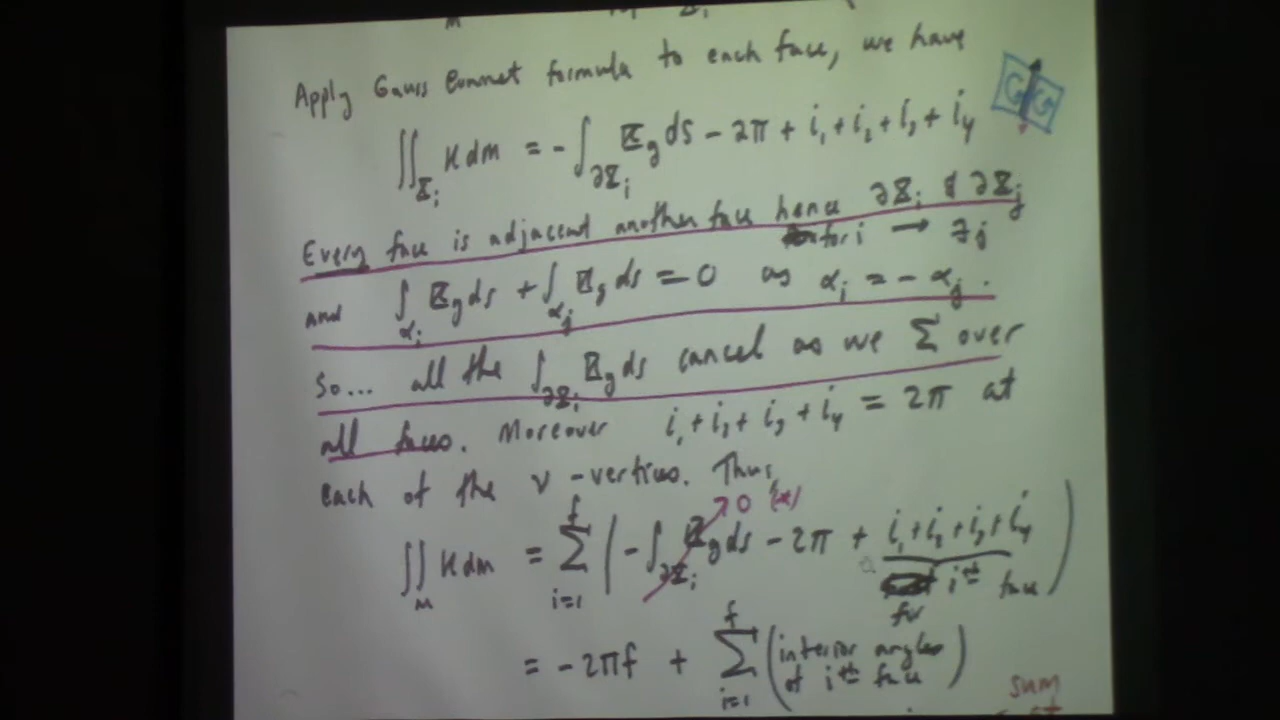 Apply Gauss Bonnet formula to each face, we have
∬_{Σ_i} K dM = -∫_{∂Σ_i} κ_g ds - 2π + i_1 + i_2 + i_3 + i_4
Every face is adjacent another face hence ∂Σ_i & ∂Σ_j
for i → ∃ j
and ∫_{α_i} κ_g ds + ∫_{α_j} κ_g ds = 0 as α_i = -α_j.
So... all the ∫_{∂Σ_i} κ_g ds cancel as we Σ over
all faces. Moreover i_1 + i_2 + i_3 + i_4 = 2π at
each of the v-vertices. Thus,
0 (*)
∬_M K dM = Σ_{i=1}^{f} ( -∫_{∂Σ_i} κ_g ds - 2π + i_1 + i_2 + i_3 + i_4 )
for i^{th} face
= -2πf + Σ_{i=1}^{f} ( interior angles of i^{th} face )
sum